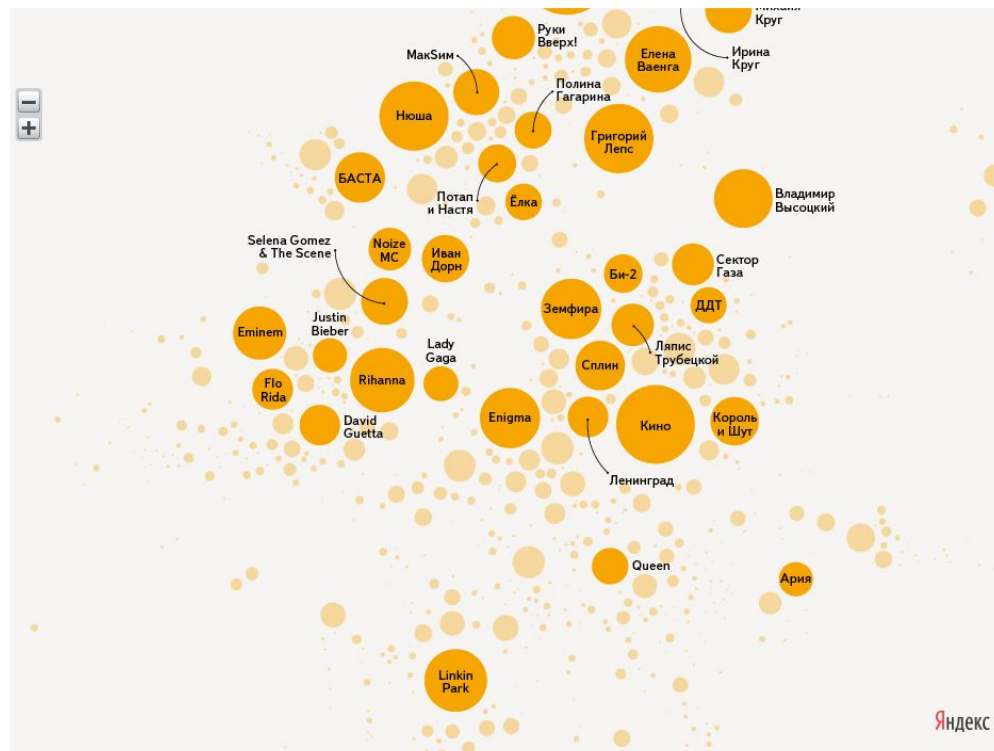 Михаил
Круг
Руки
Вверх!
Елена
Ваенга
Ирина
Круг
МакSим
Полина
Гагарина
Нюша
Григорий
Лепс
БАСТА
Потап
и Настя
Ёлка
Владимир
Высоцкий
Selena Gomez
& The Scene
Noize
MC
Иван
Дорн
Би-2
Сектор
Газа
Земфира
ДДТ
Justin
Bieber
Eminem
Lady
Gaga
Ляпис
Трубецкой
Сплин
Flo
Rida
Rihanna
David
Guetta
Enigma
Кино
Король
и Шут
Ленинград
Queen
Ария
Linkin
Park
Яндекс